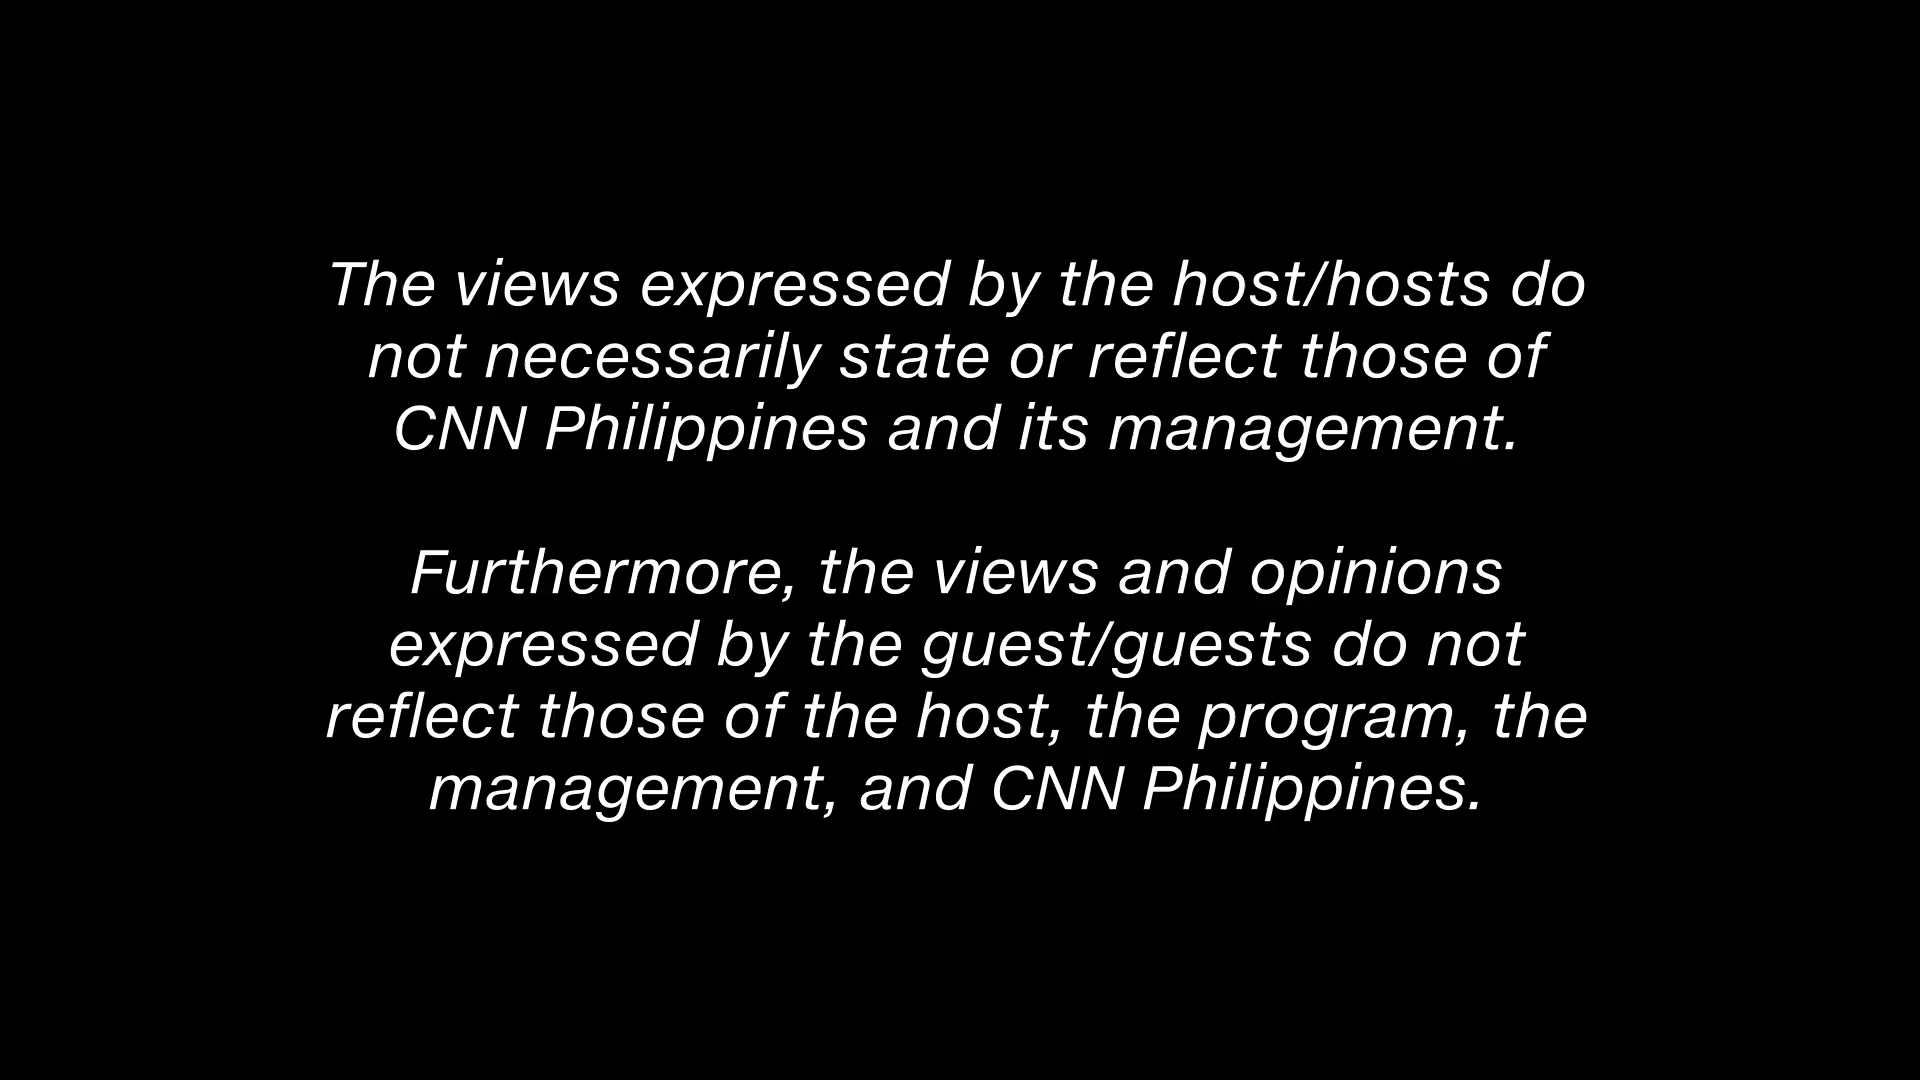 The views expressed by the host/hosts do
not necessarily state or reflect those of
CNN Philippines and its management.
Furthermore, the views and opinions
expressed by the guest/guests do not
reflect those of the host, the program, the
management, and CNN Philippines.